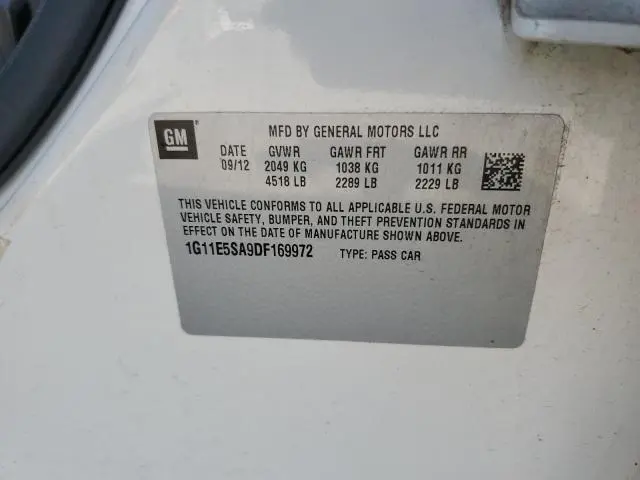 GM ® MFD BY GENERAL MOTORS LLC
DATE GVWR GAWR FRT GAWR RR
09/12 2049 KG 1038 KG 1011 KG
4518 LB 2289 LB 2229 LB
THIS VEHICLE CONFORMS TO ALL APPLICABLE U.S. FEDERAL MOTOR
VEHICLE SAFETY, BUMPER, AND THEFT PREVENTION STANDARDS IN
EFFECT ON THE DATE OF MANUFACTURE SHOWN ABOVE.
1G11E5SA9DF169972 TYPE: PASS CAR